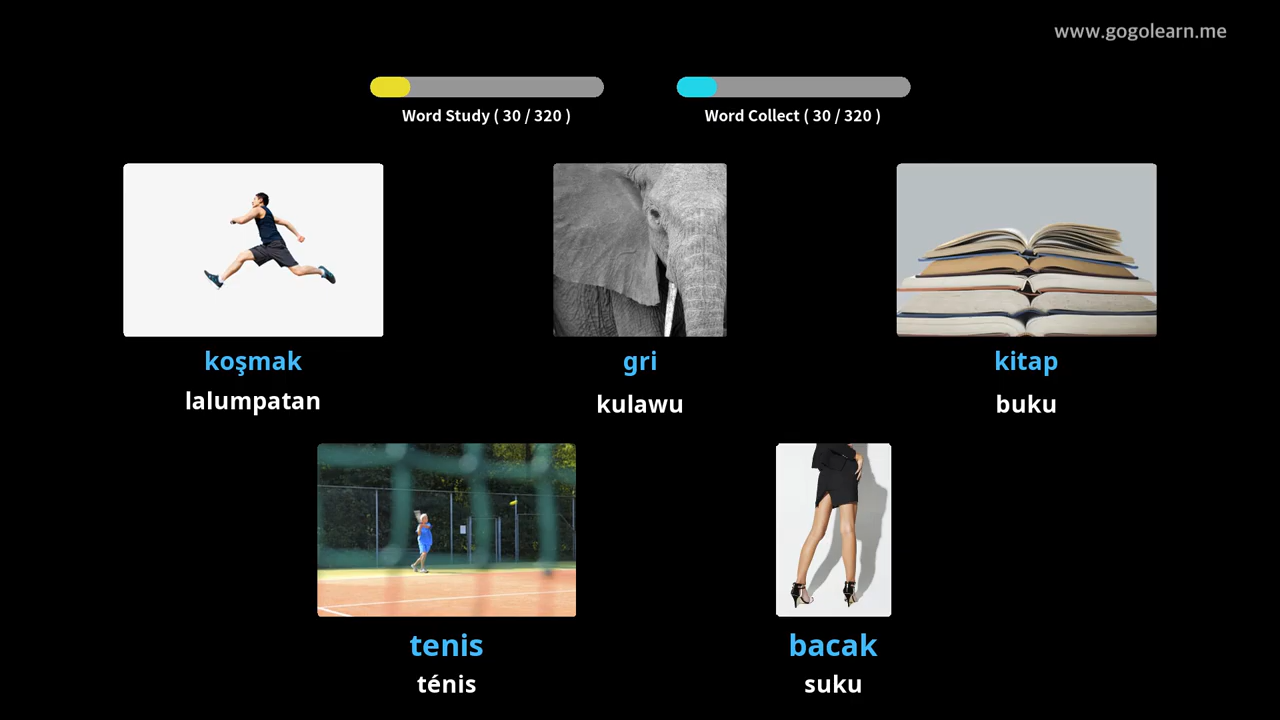 www.gogolearn.me
Word Study ( 30 / 320 )
Word Collect ( 30 / 320 )
koşmak
lalumpatan
gri
kulawu
kitap
buku
tenis
ténis
bacak
suku